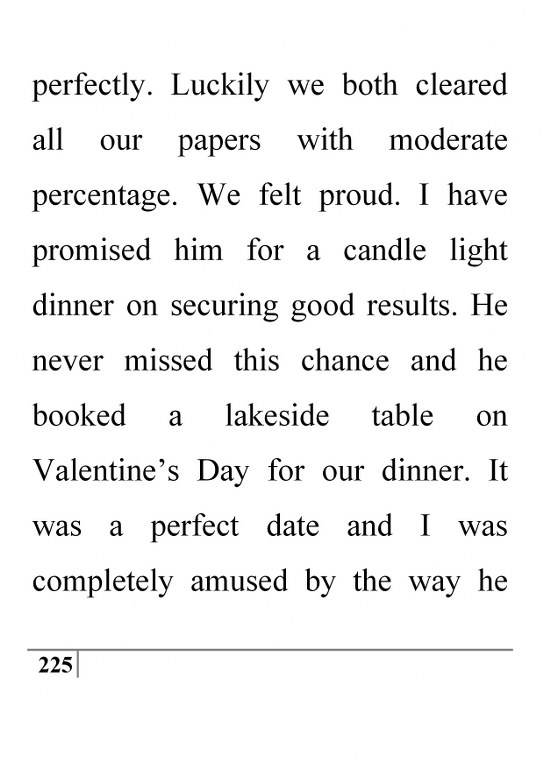 perfectly. Luckily we both cleared
all our papers with moderate
percentage. We felt proud. I have
promised him for a candle light
dinner on securing good results. He
never missed this chance and he
booked a lakeside table on
Valentine’s Day for our dinner. It
was a perfect date and I was
completely amused by the way he
225